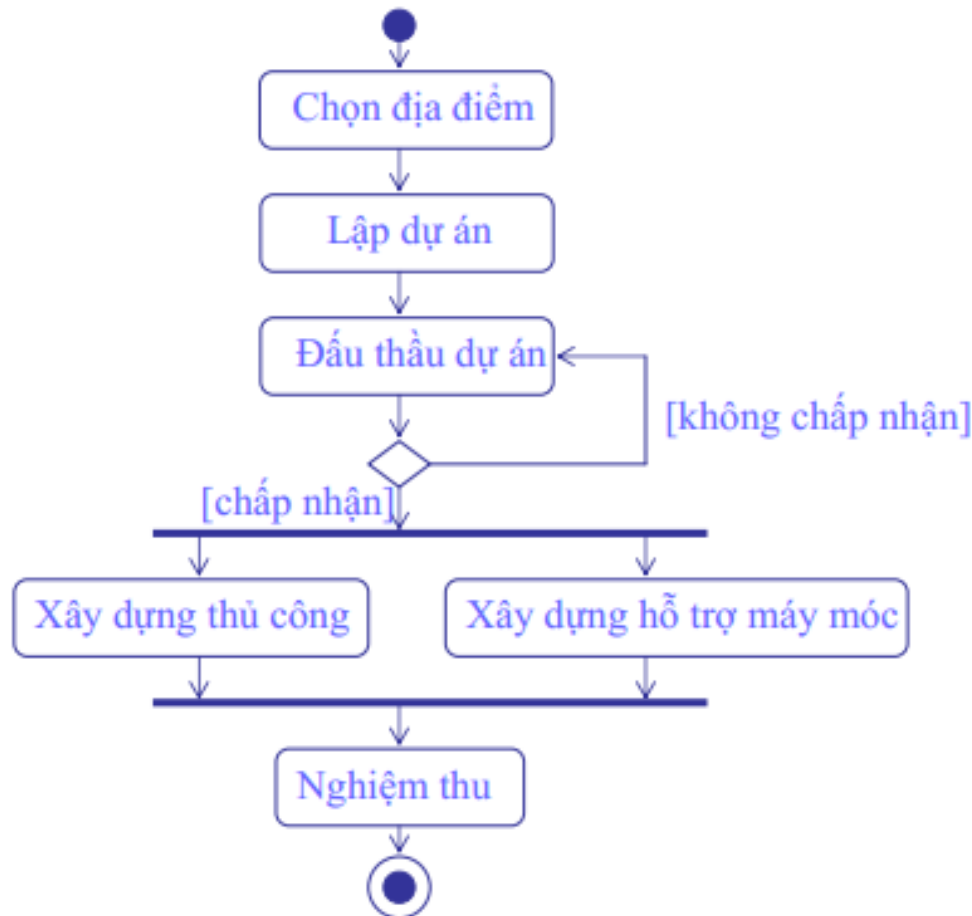 Chọn địa điểm
Lập dự án
Đấu thầu dự án
[không chấp nhận]
[chấp nhận]
Xây dựng thủ công
Xây dựng hỗ trợ máy móc
Nghiệm thu